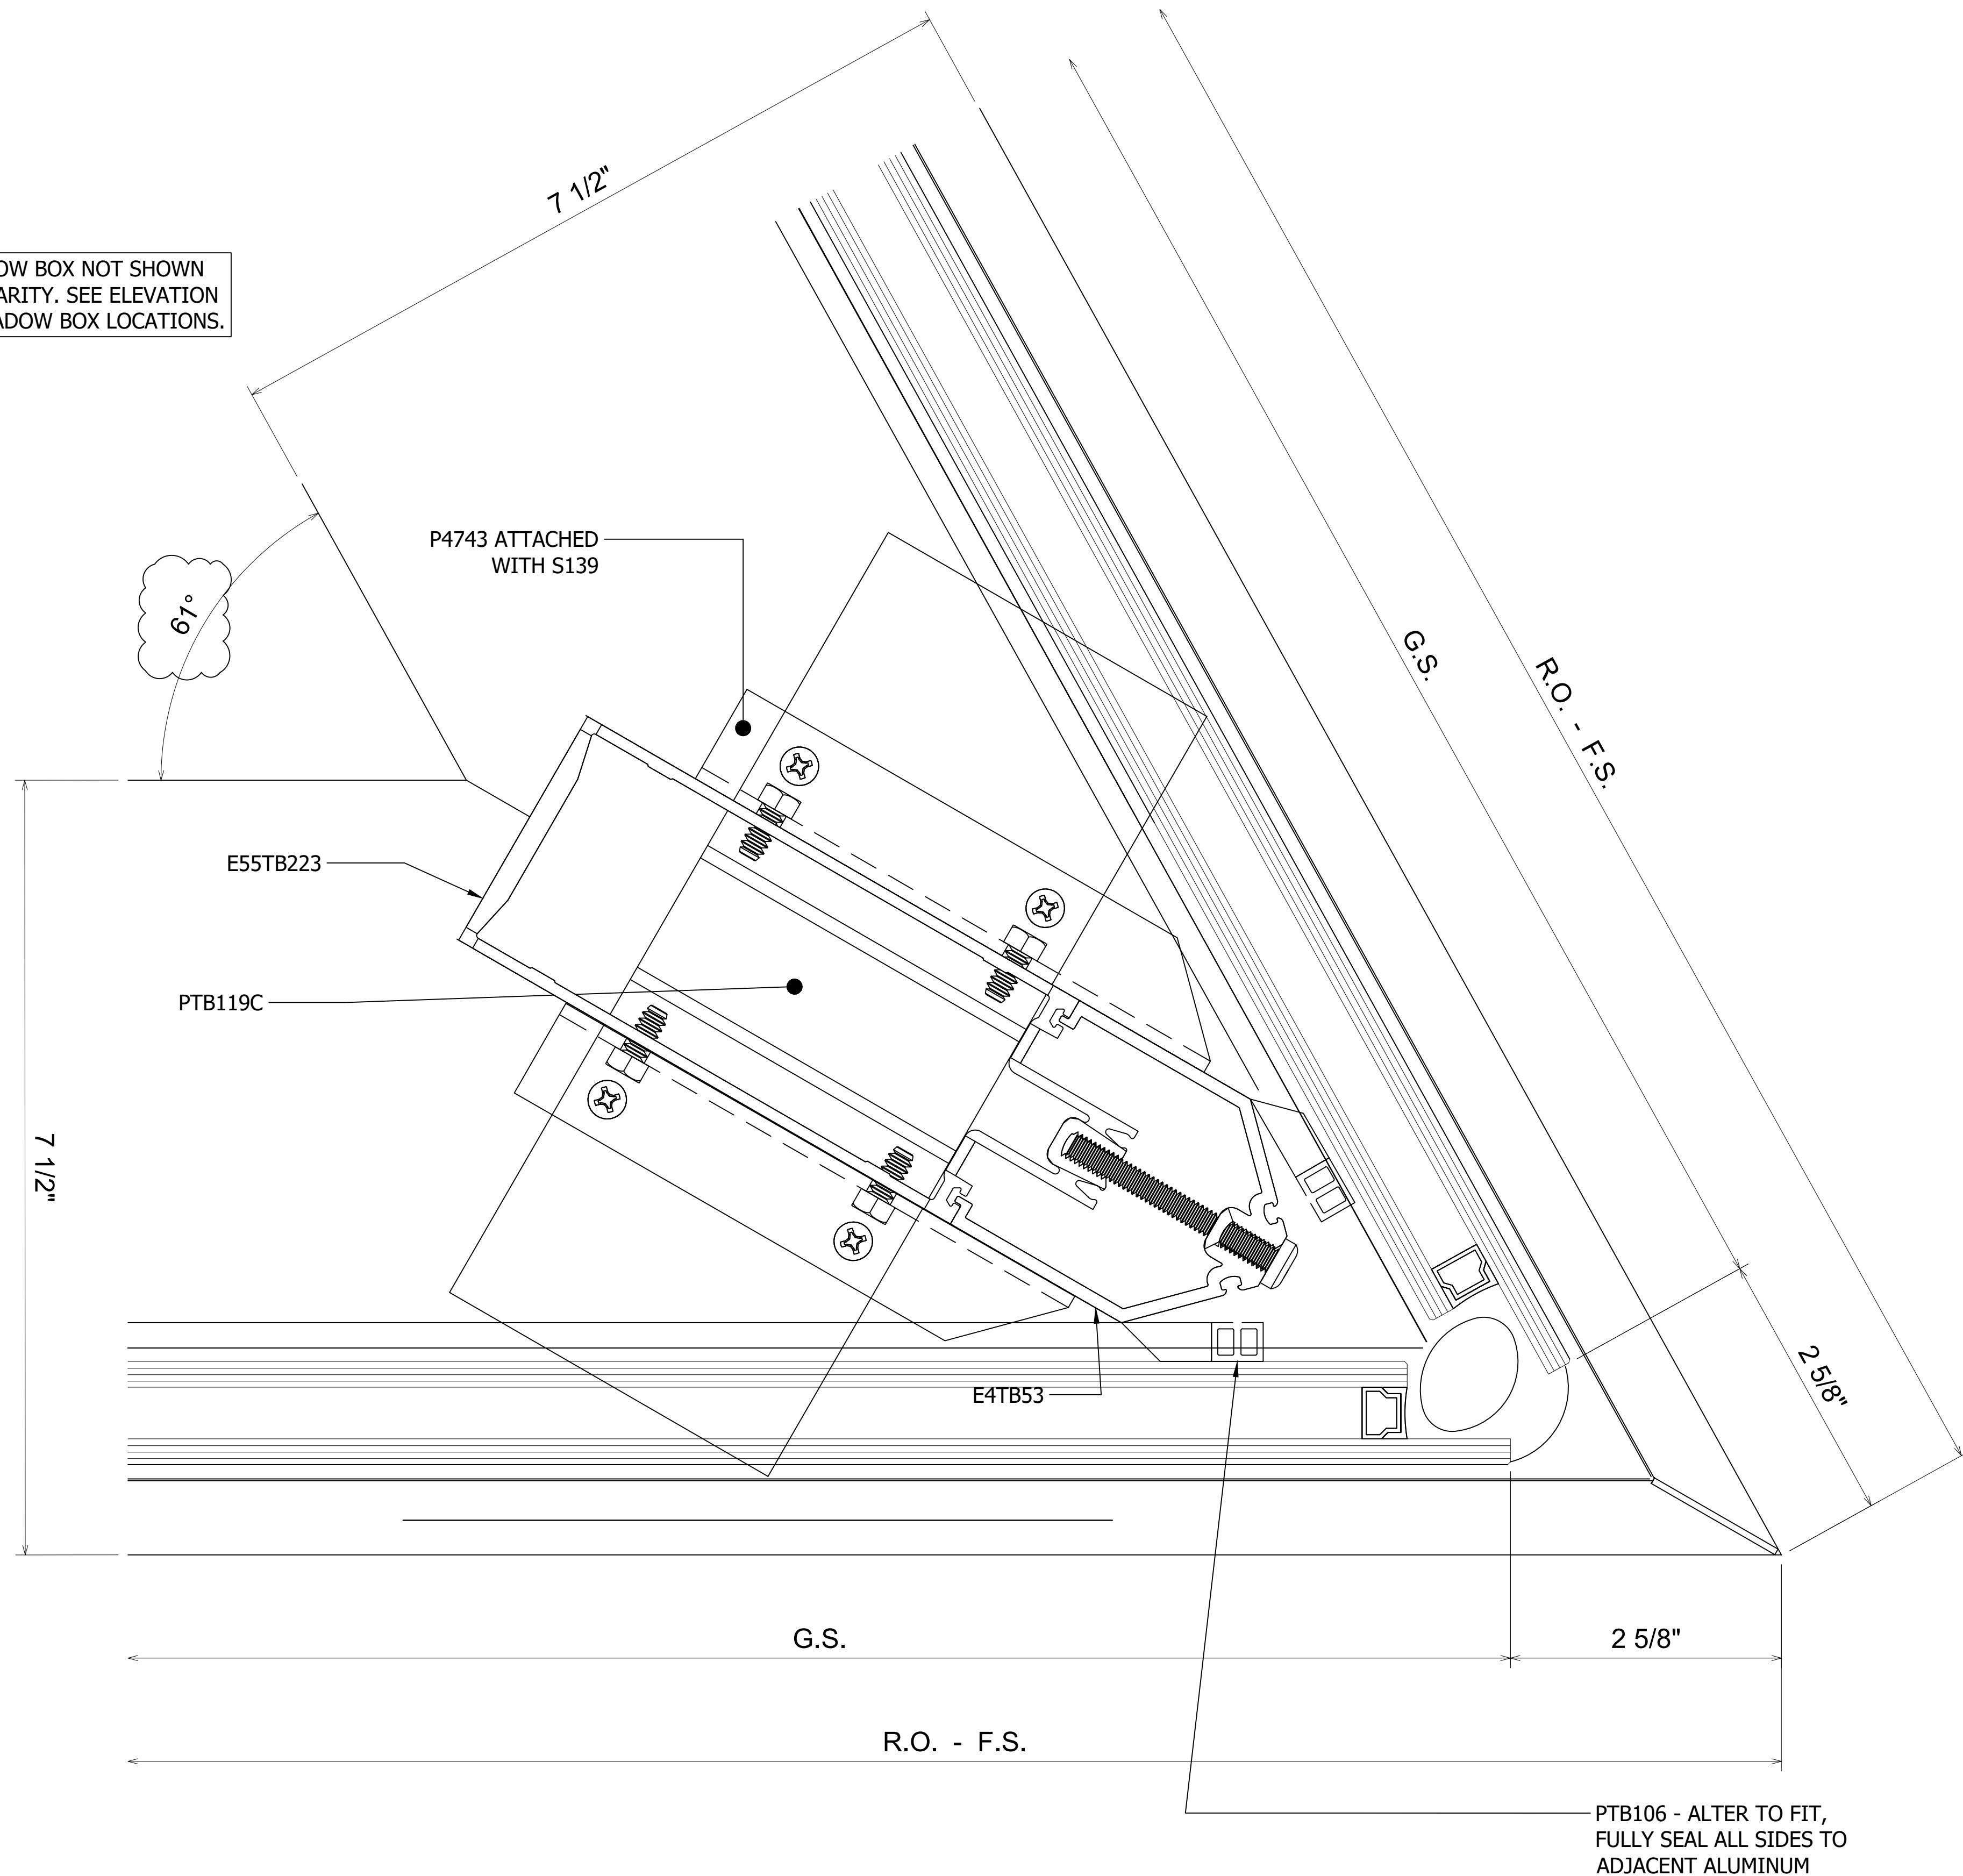 7 1/2"
OW BOX NOT SHOWN
ARITY. SEE ELEVATION
ADOW BOX LOCATIONS.
P4743 ATTACHED
WITH S139
61°
G.S.
R.O. - F.S.
E55TB223
PTB119C
7 1/2"
E4TB53
2 5/8"
G.S.
2 5/8"
R.O. - F.S.
PTB106 - ALTER TO FIT,
FULLY SEAL ALL SIDES TO
ADJACENT ALUMINUM